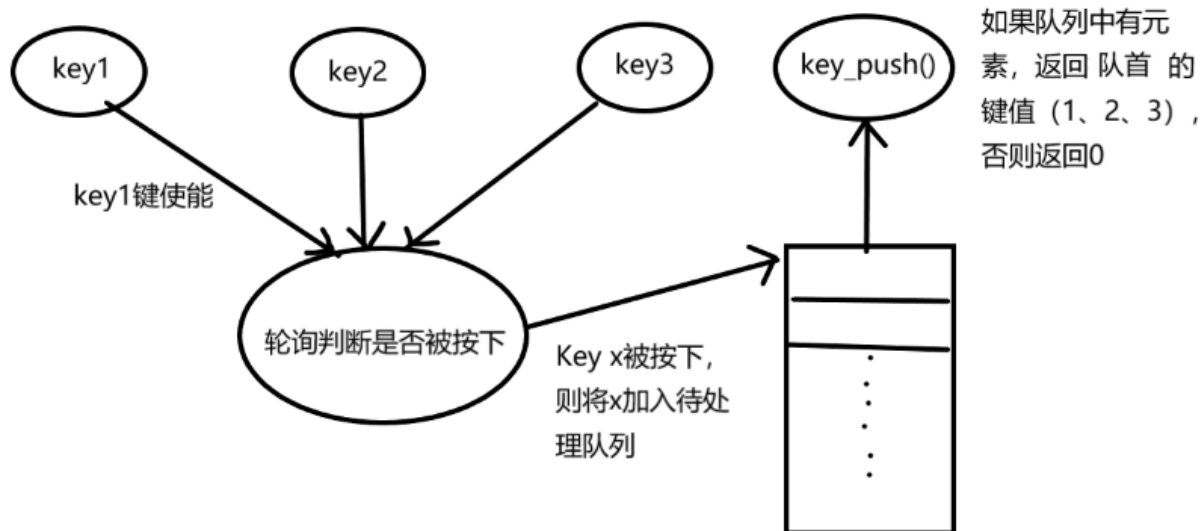 key1
key2
key3
key_push()
如果队列中有元
素，返回 队首 的
键值（1、2、3），
否则返回0
key1键使能
轮询判断是否被按下
Key x被按下，
则将x加入待处
理队列